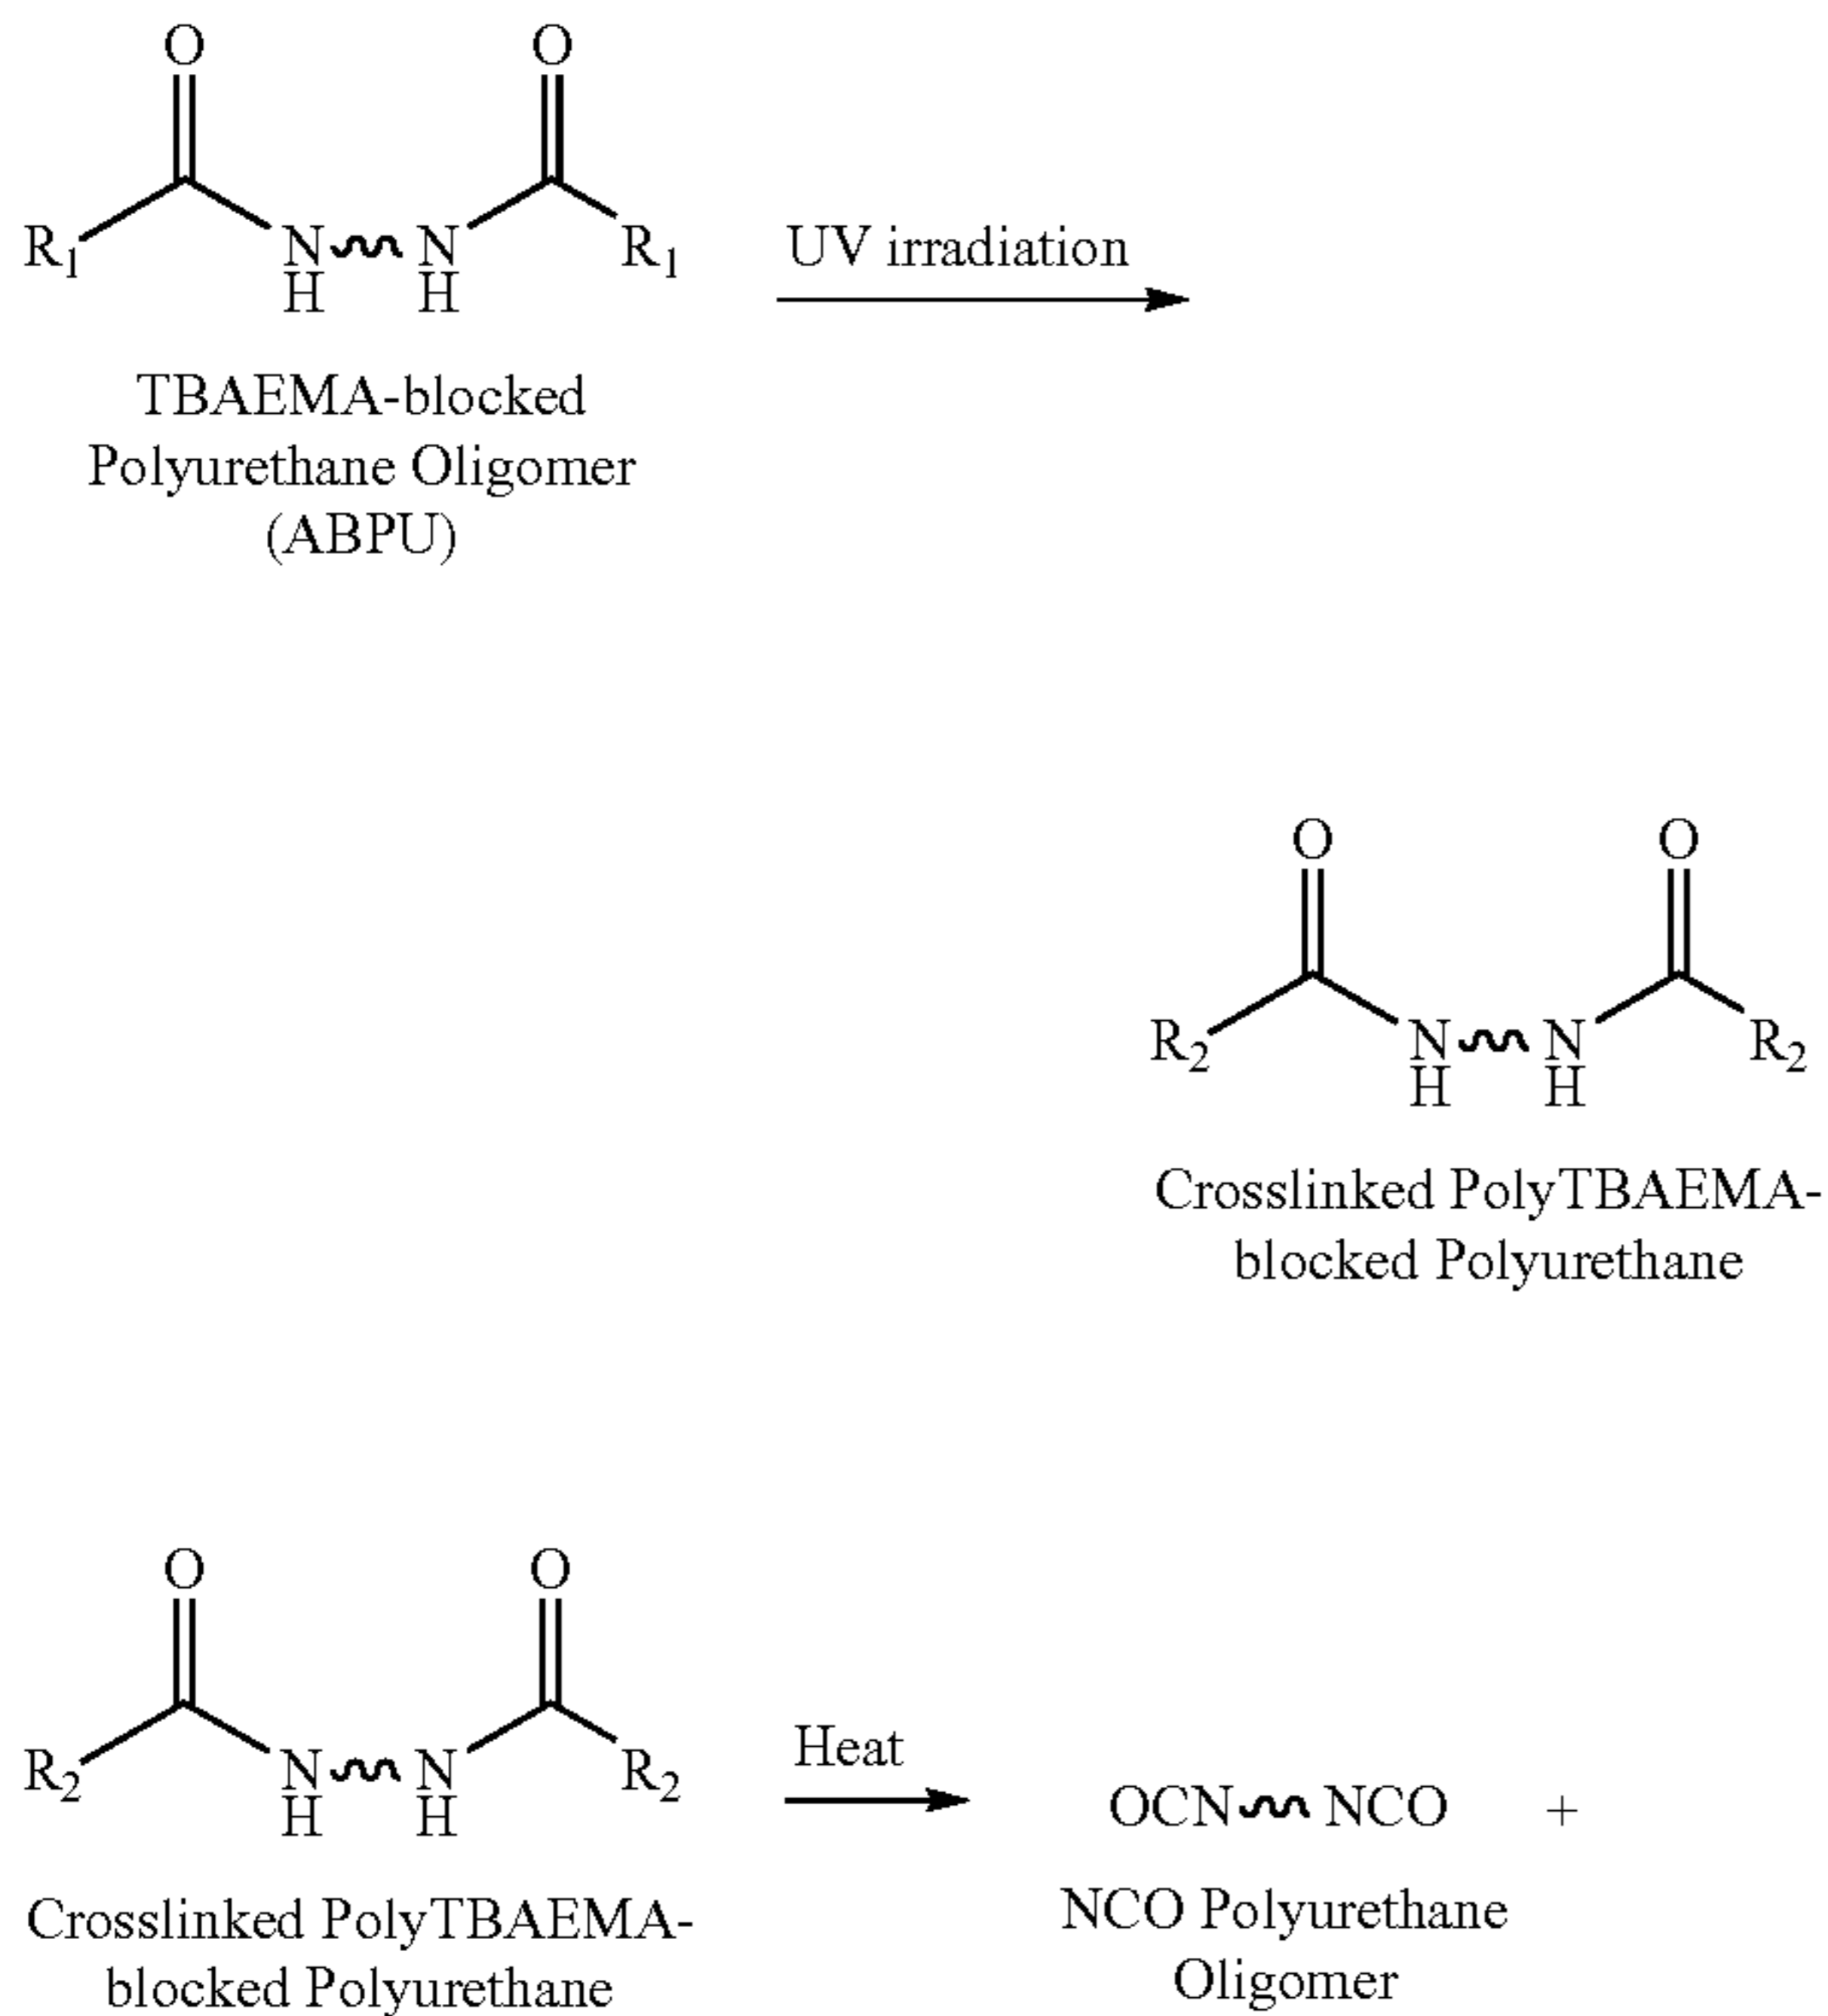 O O
R1 N H N H R1
UV irradiation
TBAEMA-blocked
Polyurethane Oligomer
(ABPU)
O O
R2 N H N H R2
Crosslinked PolyTBAEMA-
blocked Polyurethane
O O
R2 N H N H R2
Heat
OCN NCO +
Crosslinked PolyTBAEMA-
blocked Polyurethane
NCO Polyurethane
Oligomer